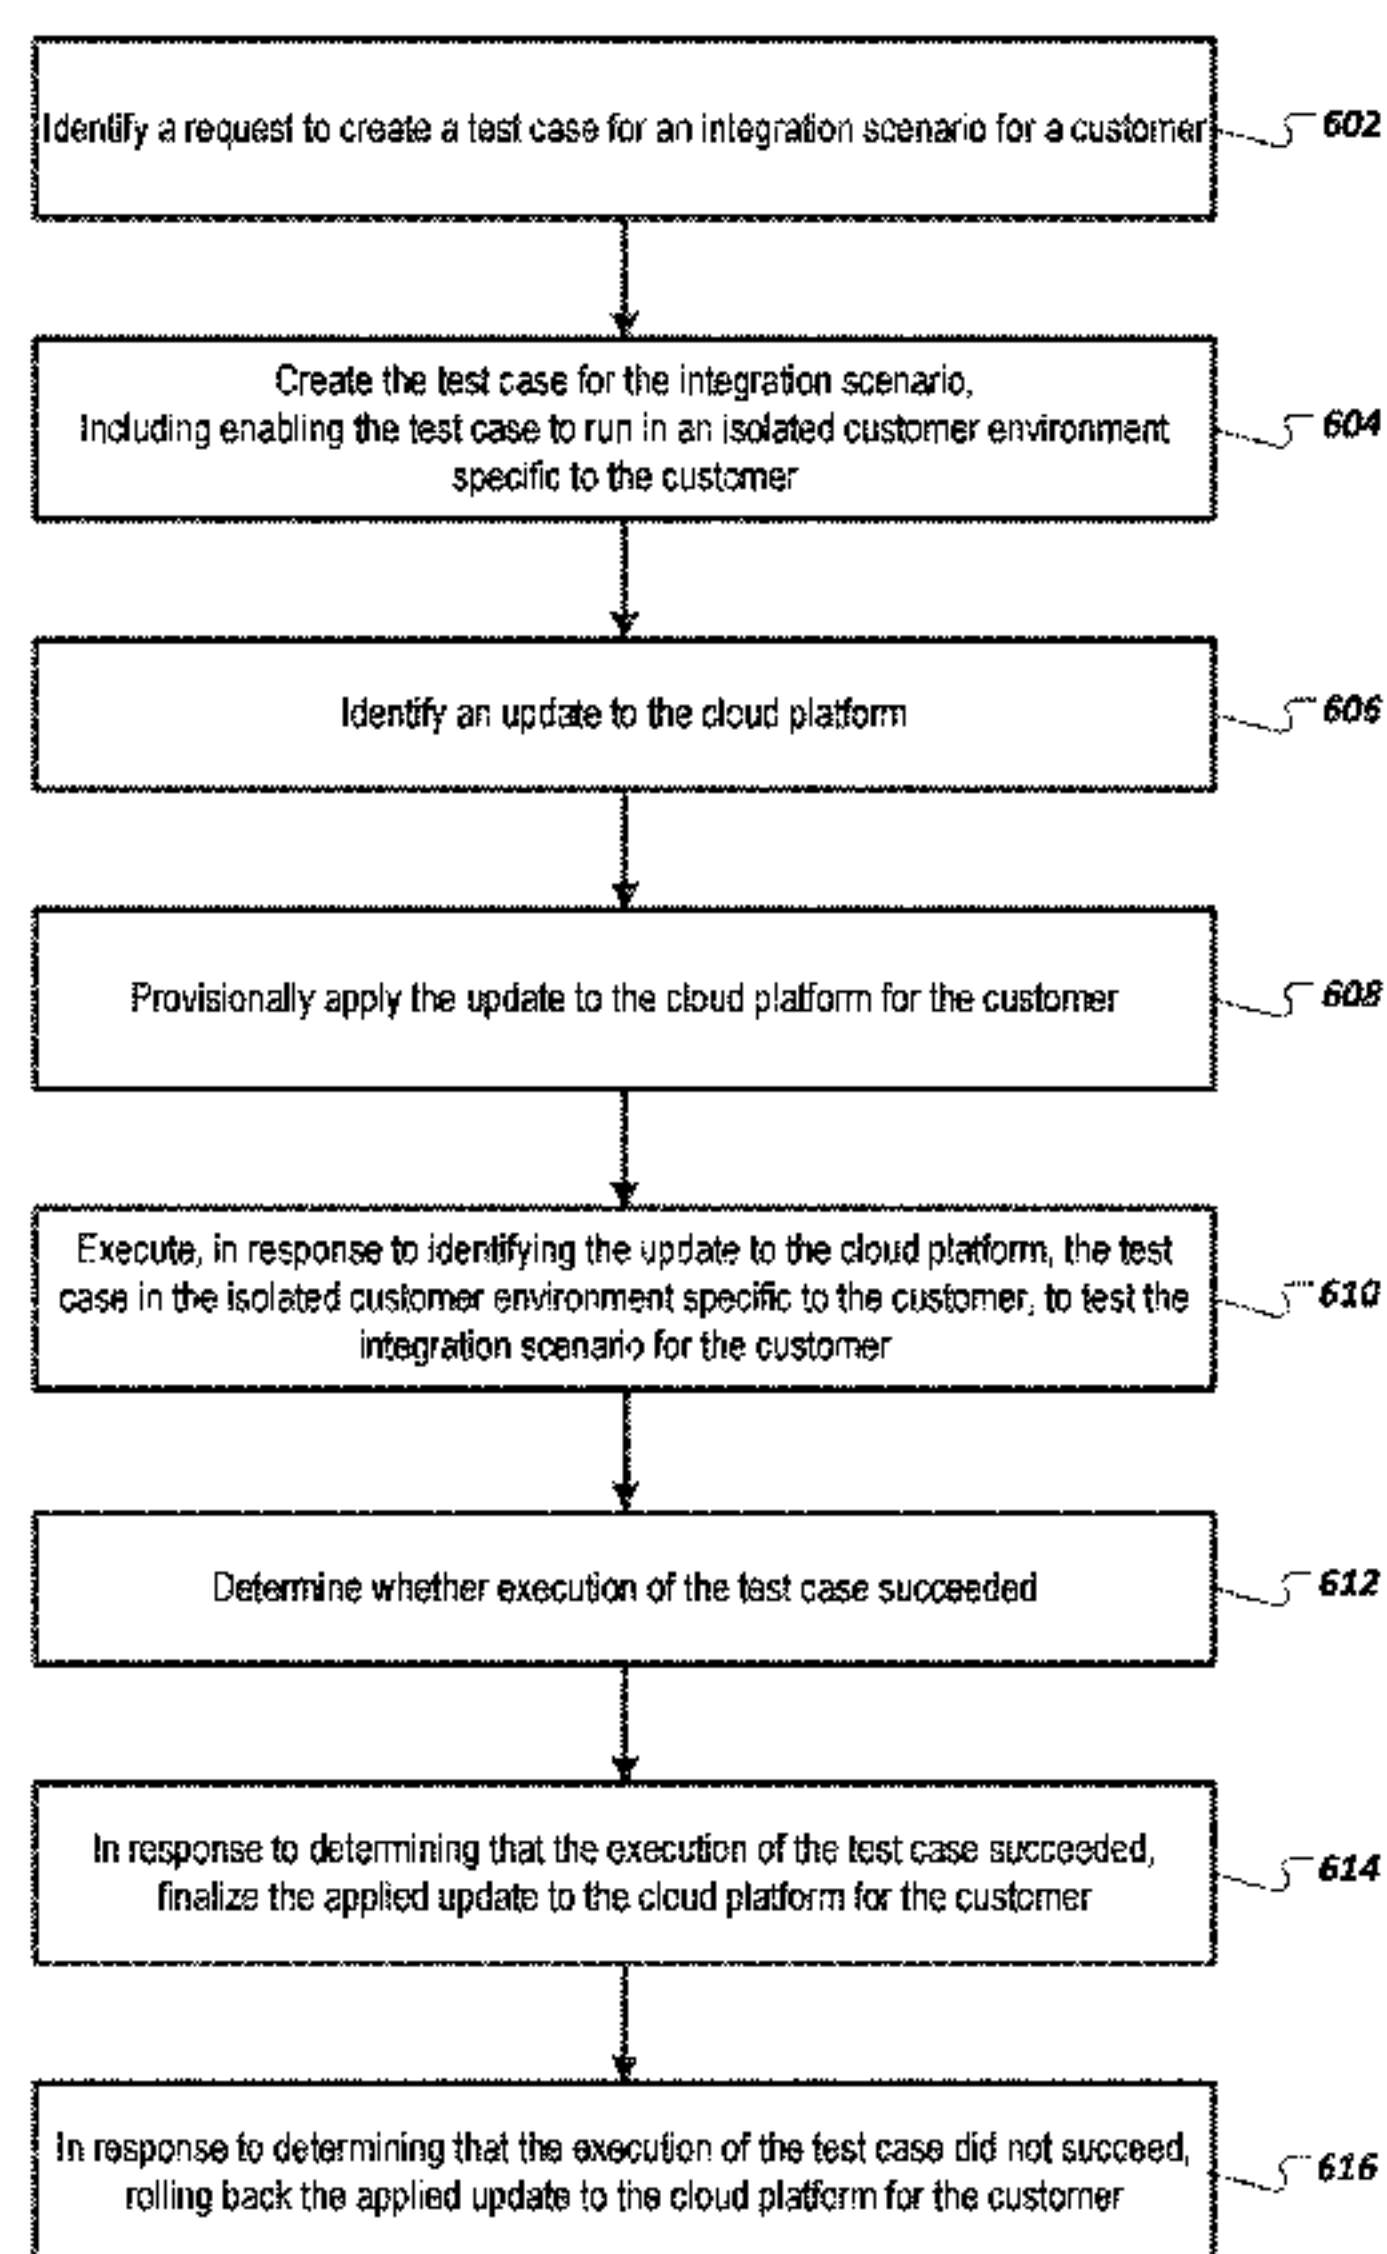 Identify a request to create a test case for an integration scenario for a customer
602
Create the test case for the integration scenario,
Including enabling the test case to run in an isolated customer environment
specific to the customer
604
Identify an update to the cloud platform
606
Provisionally apply the update to the cloud platform for the customer
608
Execute, in response to identifying the update to the cloud platform, the test
case in the isolated customer environment specific to the customer, to test the
integration scenario for the customer
610
Determine whether execution of the test case succeeded
612
In response to determining that the execution of the test case succeeded,
finalize the applied update to the cloud platform for the customer
614
In response to determining that the execution of the test case did not succeed,
rolling back the applied update to the cloud platform for the customer
616